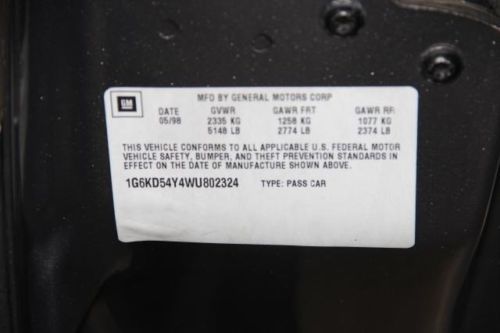 GM
MFD BY GENERAL MOTORS CORP
DATE GVWR GAWR FRT GAWR RR
05/98 2335 KG 1258 KG 1077 KG
5148 LB 2774 LB 2374 LB
THIS VEHICLE CONFORMS TO ALL APPLICABLE U.S. FEDERAL MOTOR
VEHICLE SAFETY, BUMPER, AND THEFT PREVENTION STANDARDS IN
EFFECT ON THE DATE OF MANUFACTURE SHOWN ABOVE.
1G6KD54Y4WU802324 TYPE: PASS CAR